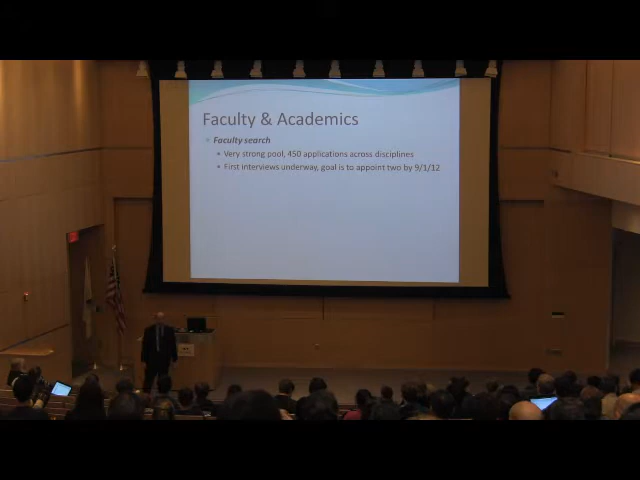 Faculty & Academics
Faculty search
Very strong pool, 450 applications across disciplines
First interviews underway, goal is to appoint two by 9/1/12